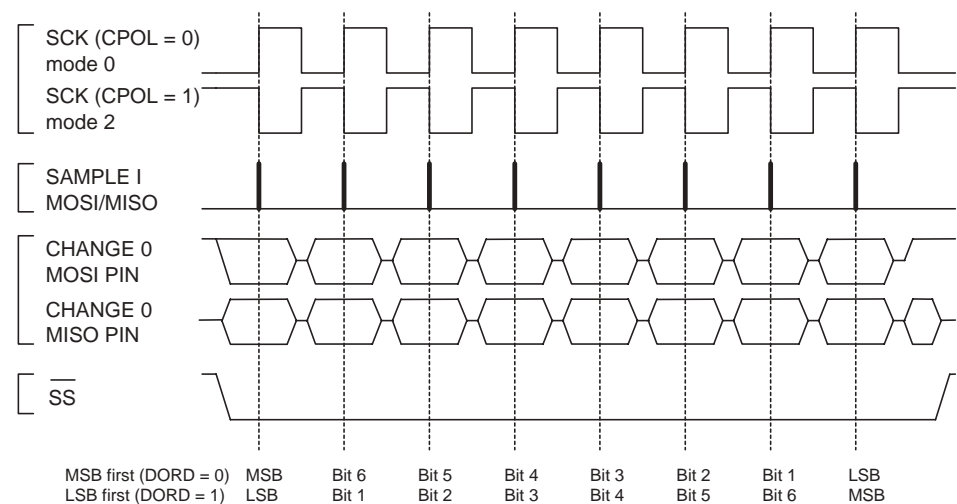 SCK (CPOL = 0)
mode 0
SCK (CPOL = 1)
mode 2
SAMPLE I
MOSI/MISO
CHANGE 0
MOSI PIN
CHANGE 0
MISO PIN
SS
MSB first (DORD = 0) MSB Bit 6 Bit 5 Bit 4 Bit 3 Bit 2 Bit 1 LSB
LSB first (DORD = 1) LSB Bit 1 Bit 2 Bit 3 Bit 4 Bit 5 Bit 6 MSB